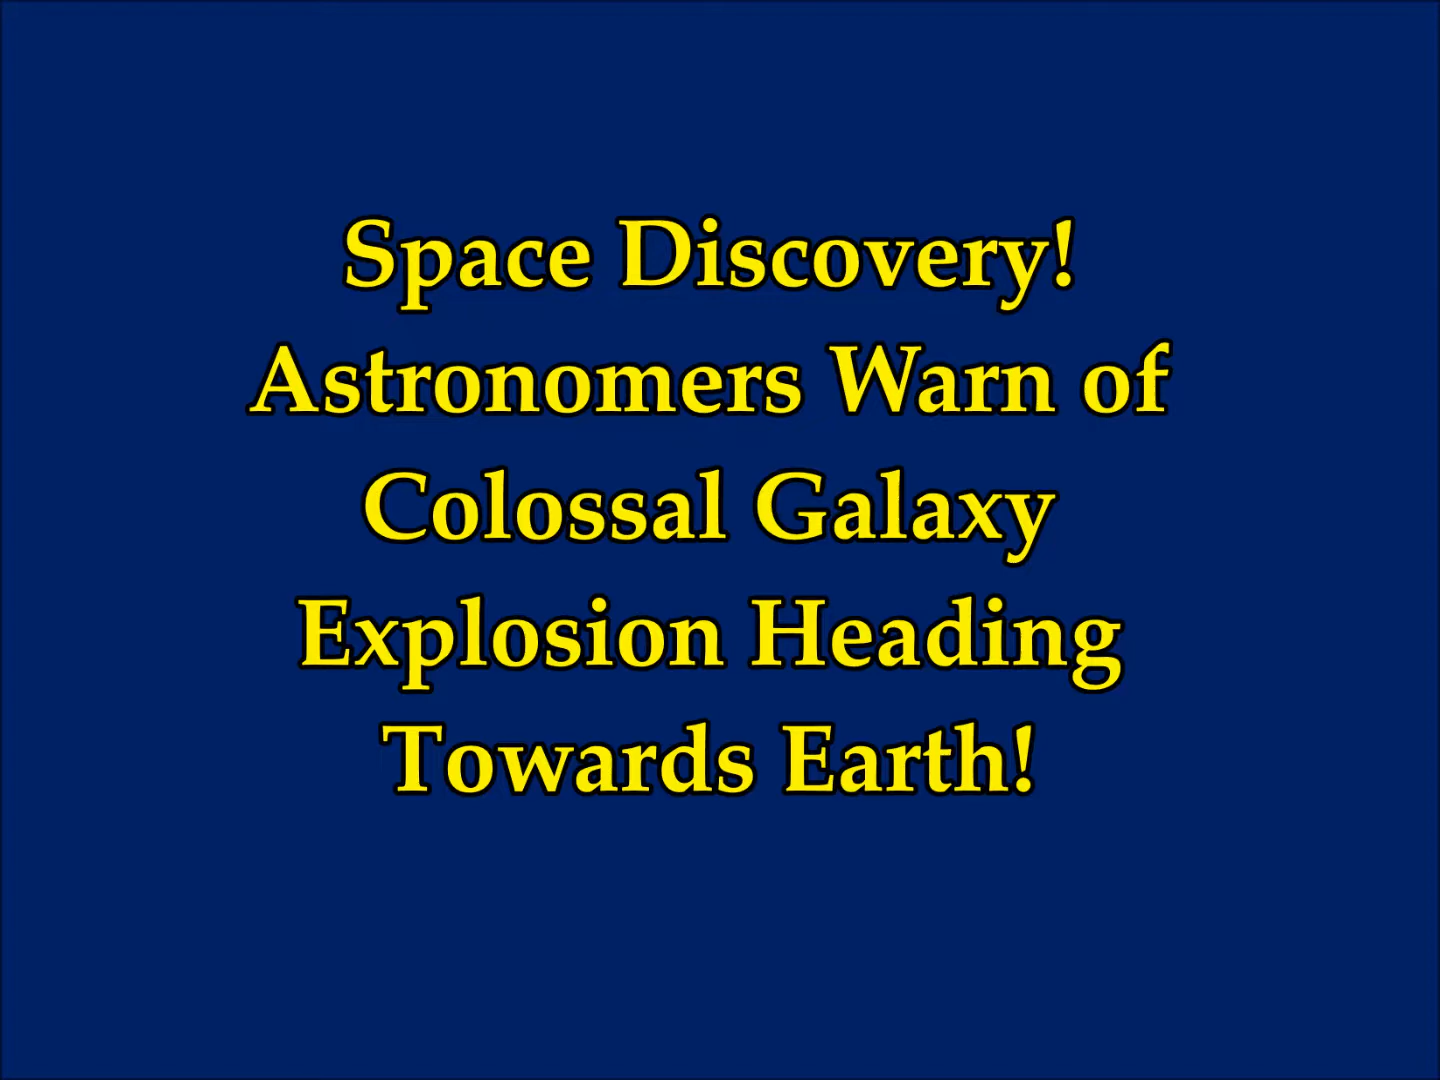 Space Discovery!
Astronomers Warn of
Colossal Galaxy
Explosion Heading
Towards Earth!